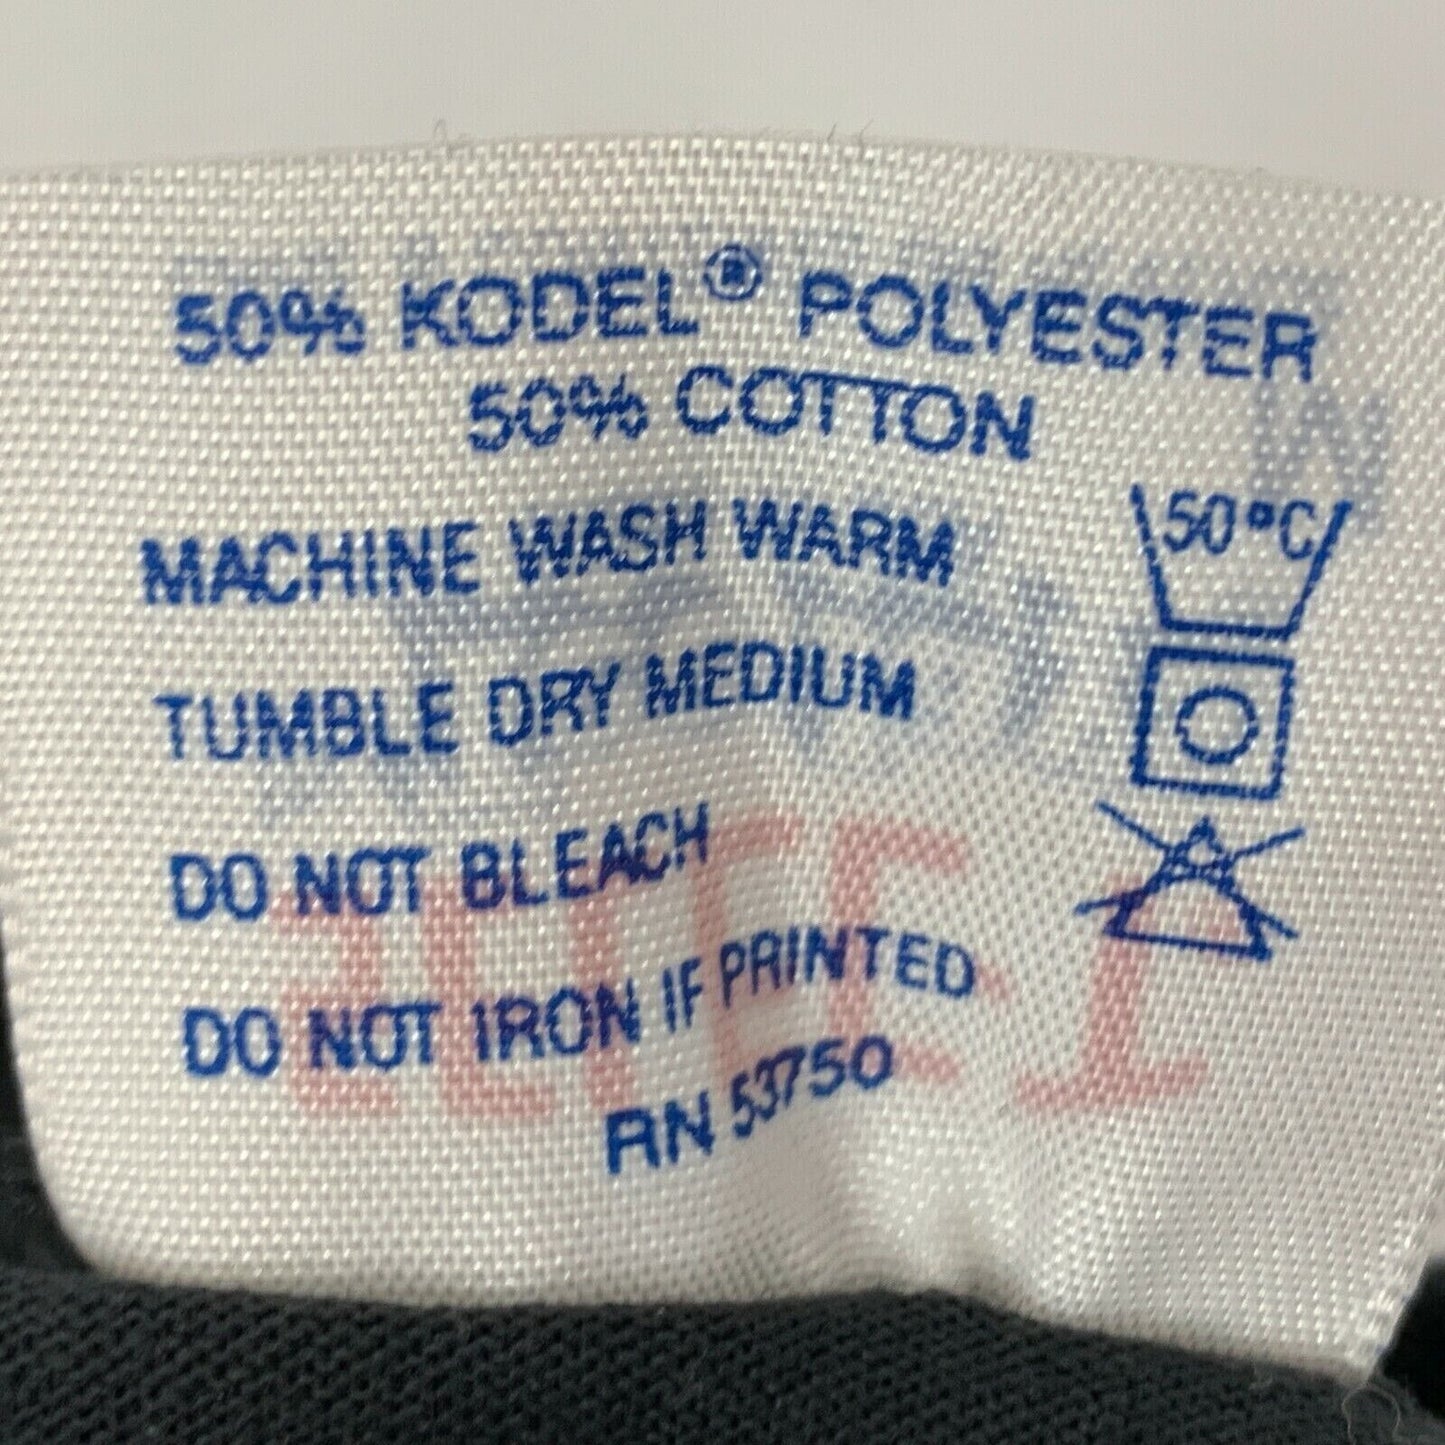 50% KODEL® POLYESTER
50% COTTON
MACHINE WASH WARM
50°C
TUMBLE DRY MEDIUM
DO NOT BLEACH
DO NOT IRON IF PRINTED
RN 53750